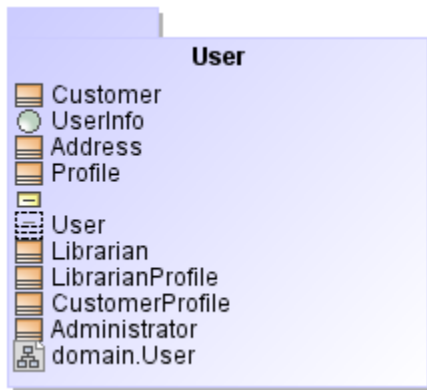 User
Customer
UserInfo
Address
Profile
User
Librarian
LibrarianProfile
CustomerProfile
Administrator
domain.User